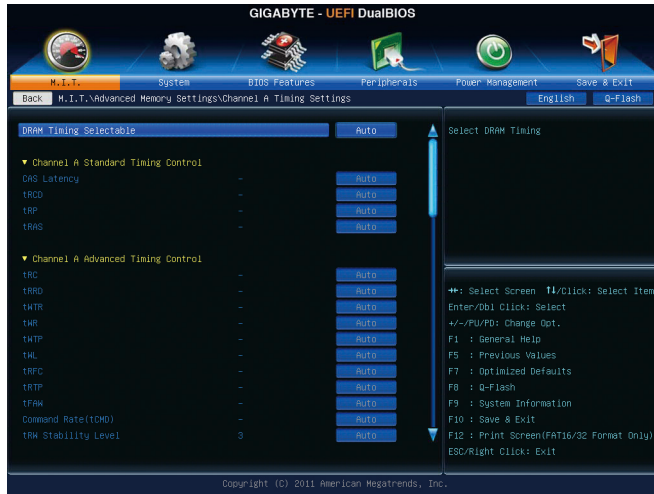 GIGABYTE - UEFI DualBIOS
M.I.T. System BIOS Features Peripherals Power Management Save & Exit
Back M.I.T.\Advanced Memory Settings\Channel A Timing Settings English Q-Flash
DRAM Timing Selectable Auto
▼ Channel A Standard Timing Control
CAS Latency - Auto
tRCD - Auto
tRP - Auto
tRAS - Auto
▼ Channel A Advanced Timing Control
tRC - Auto
tRRD - Auto
tWTR - Auto
tWR - Auto
tWTP - Auto
tWL - Auto
tRFC - Auto
tRTP - Auto
tFAW - Auto
Command Rate(tCMD) - Auto
tRW Stability Level 3 Auto
Select DRAM Timing
→←: Select Screen ↑↓/Click: Select Item
Enter/Dbl Click: Select
+/-/PU/PD: Change Opt.
F1 : General Help
F5 : Previous Values
F7 : Optimized Defaults
F8 : Q-Flash
F9 : System Information
F10 : Save & Exit
F12 : Print Screen(FAT16/32 Format Only)
ESC/Right Click: Exit
Copyright (C) 2011 American Megatrends, Inc.